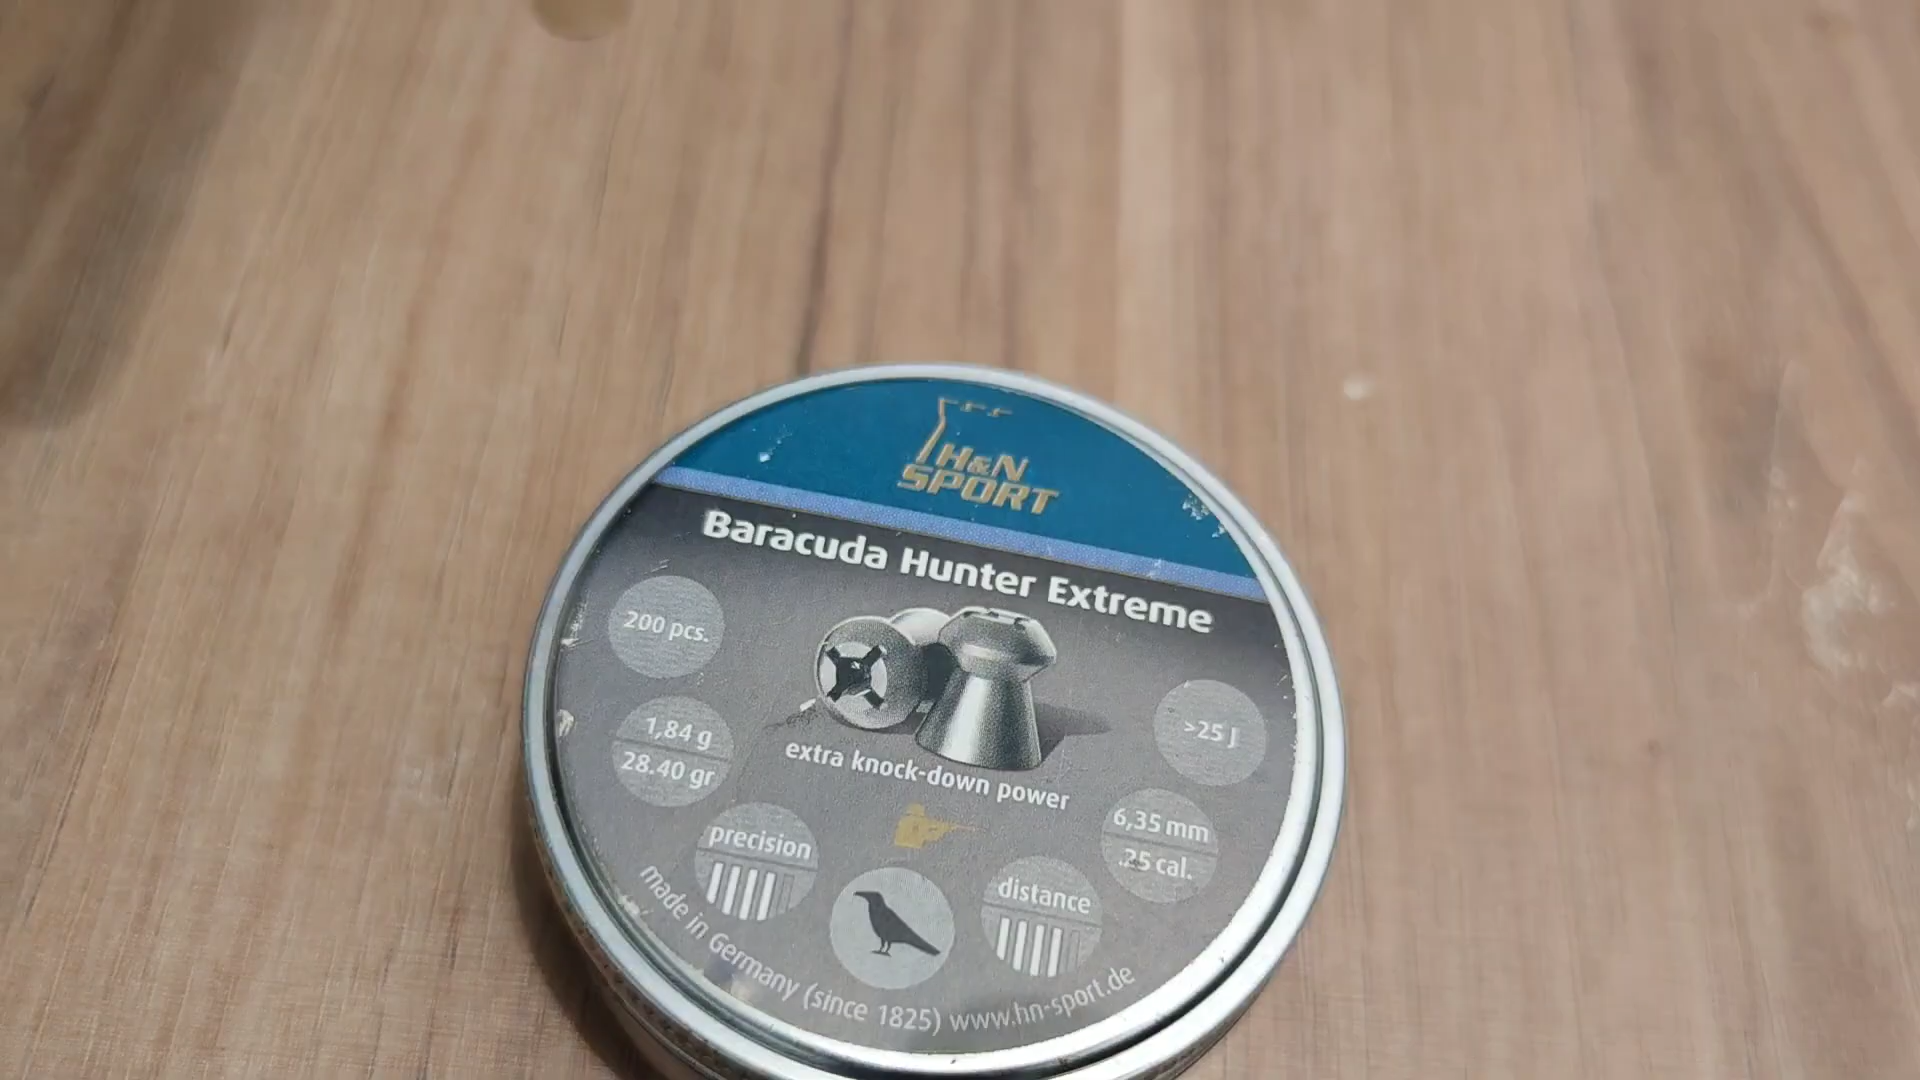 H&N
SPORT
Baracuda Hunter Extreme
200 pcs.
1,84 g
28.40 gr
>25 J
extra knock-down power
6,35 mm
.25 cal.
precision
distance
made in Germany (since 1825) www.hn-sport.de